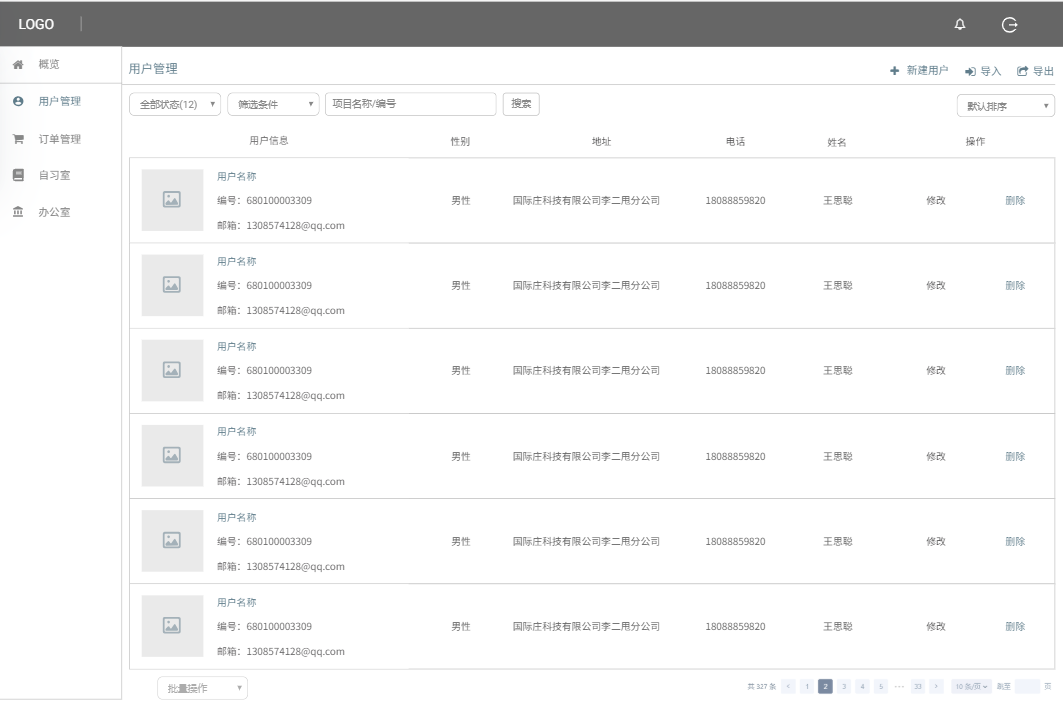 LOGO
概览
用户管理
订单管理
自习室
办公室
用户管理
新建用户 导入 导出
全部状态(12) 筛选条件 项目名称/编号 搜索 默认排序
用户信息 性别 地址 电话 姓名 操作
用户名称
编号：680100003309 男性 国际庄科技有限公司李二甩分公司 18088859820 王思聪 修改 删除
邮箱：1308574128@qq.com
用户名称
编号：680100003309 男性 国际庄科技有限公司李二甩分公司 18088859820 王思聪 修改 删除
邮箱：1308574128@qq.com
用户名称
编号：680100003309 男性 国际庄科技有限公司李二甩分公司 18088859820 王思聪 修改 删除
邮箱：1308574128@qq.com
用户名称
编号：680100003309 男性 国际庄科技有限公司李二甩分公司 18088859820 王思聪 修改 删除
邮箱：1308574128@qq.com
用户名称
编号：680100003309 男性 国际庄科技有限公司李二甩分公司 18088859820 王思聪 修改 删除
邮箱：1308574128@qq.com
用户名称
编号：680100003309 男性 国际庄科技有限公司李二甩分公司 18088859820 王思聪 修改 删除
邮箱：1308574128@qq.com
批量操作 共 327 条 < 1 2 3 4 5 ··· 33 > 10 条/页 跳至 页